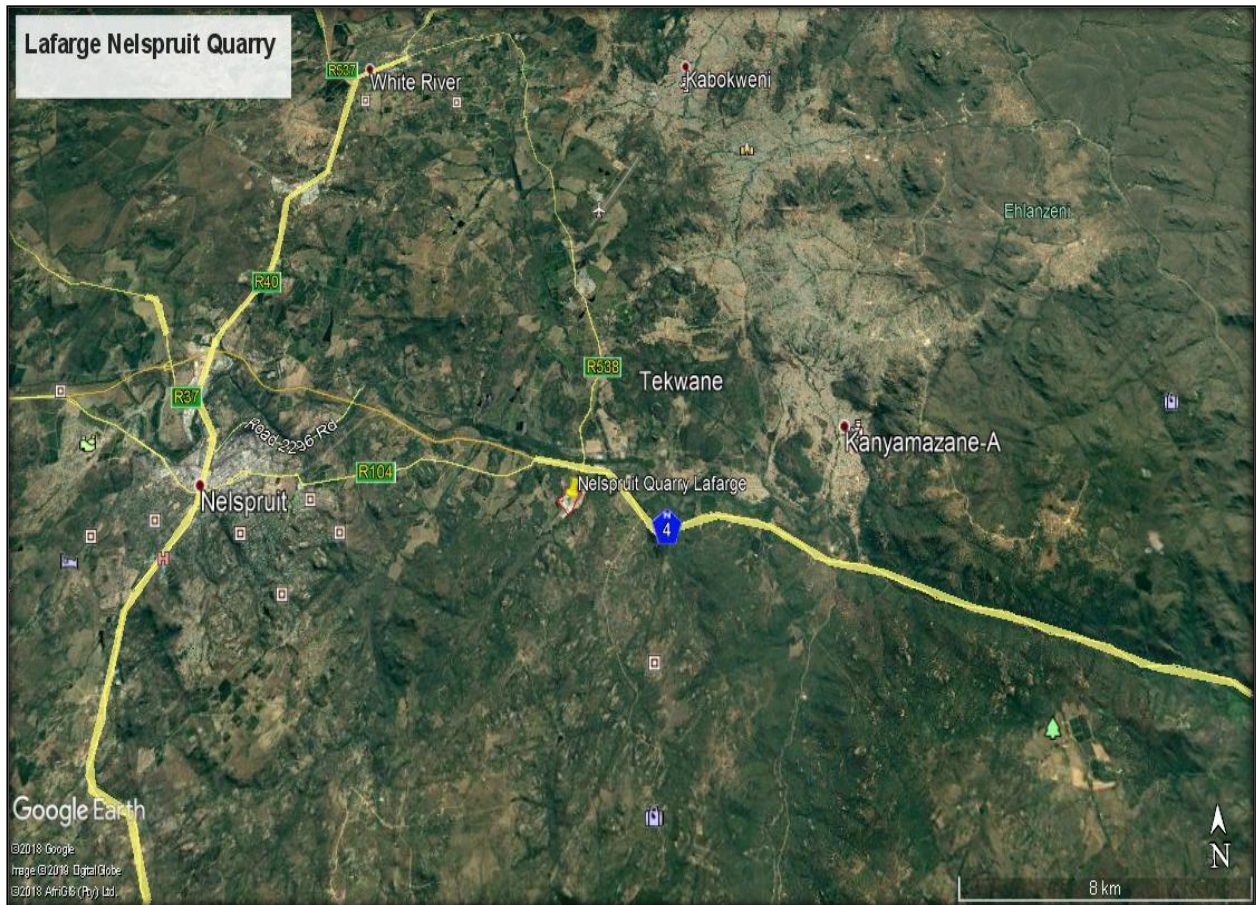 Lafarge Nelspruit Quarry
R537
White River
Kabokweni
Ehlanzeni
R40
R538
Tekwane
R37
Road-2296-Rd
Kanyamazane-A
R104
Nelspruit Quarry Lafarge
Nelspruit
N
4
H
Google Earth
©2018 Google
Image ©2019 DigitalGlobe
©2018 AfriGIS (Pty) Ltd.
N
8 km